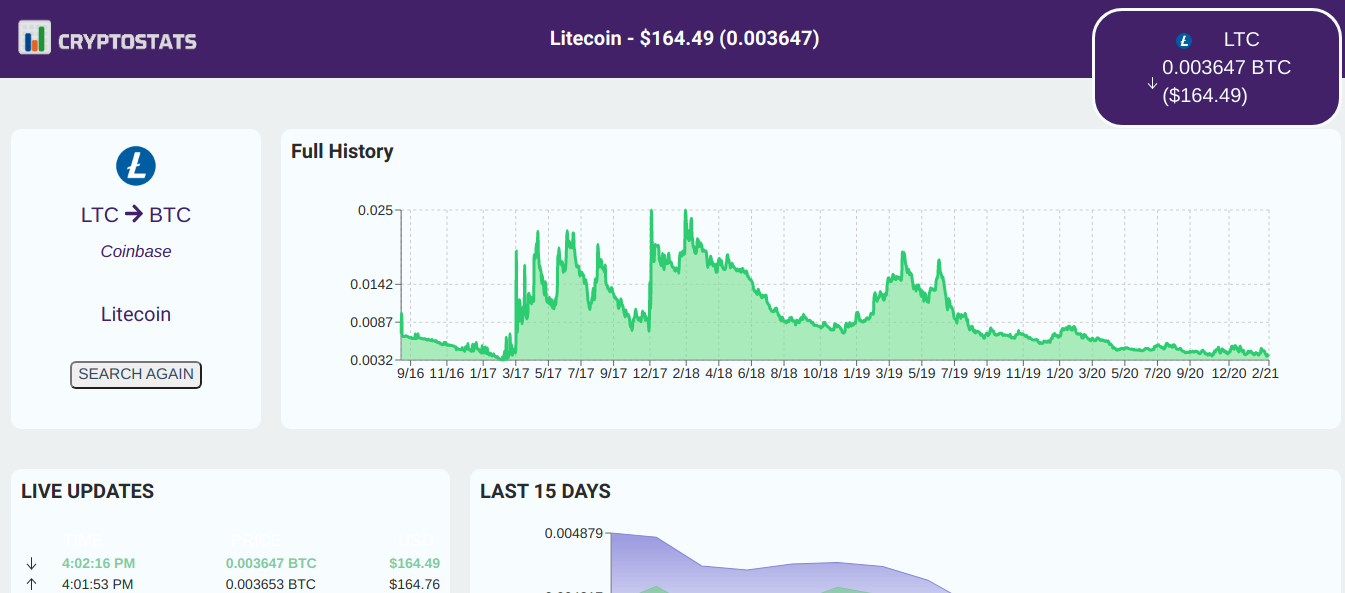 CRYPTOSTATS
Litecoin - $164.49 (0.003647)
LTC
0.003647 BTC
($164.49)
LTC → BTC
Coinbase
Litecoin
SEARCH AGAIN
Full History
0.025
0.0142
0.0087
0.0032
9/16 11/16 1/17 3/17 5/17 7/17 9/17 12/17 2/18 4/18 6/18 8/18 10/18 1/19 3/19 5/19 7/19 9/19 11/19 1/20 3/20 5/20 7/20 9/20 12/20 2/21
LIVE UPDATES
TIME PRICE USD
↓ 4:02:16 PM 0.003647 BTC $164.49
↑ 4:01:53 PM 0.003653 BTC $164.76
LAST 15 DAYS
0.004879